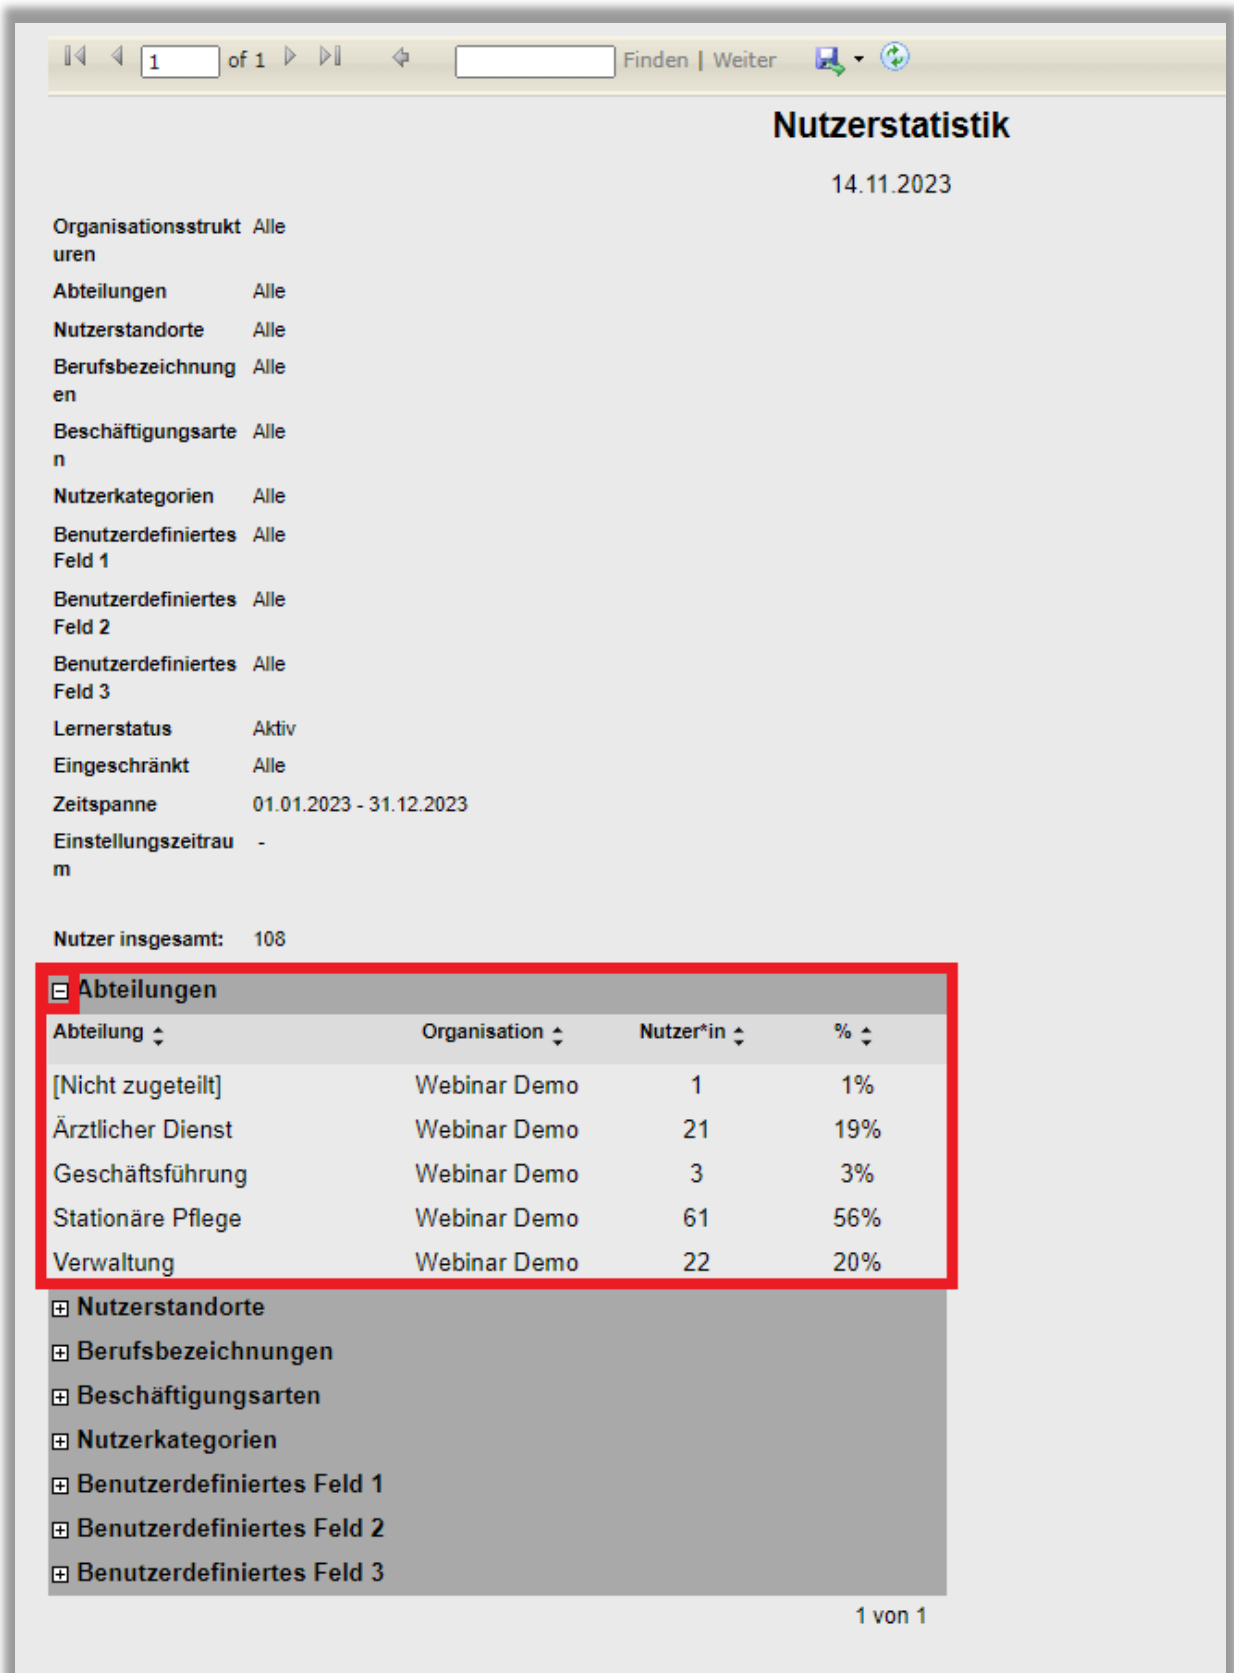 1 of 1 Finden | Weiter
Nutzerstatistik
14.11.2023
Organisationsstrukt Alle
uren
Abteilungen Alle
Nutzerstandorte Alle
Berufsbezeichnung Alle
en
Beschäftigungsarte Alle
n
Nutzerkategorien Alle
Benutzerdefiniertes Alle
Feld 1
Benutzerdefiniertes Alle
Feld 2
Benutzerdefiniertes Alle
Feld 3
Lernerstatus Aktiv
Eingeschränkt Alle
Zeitspanne 01.01.2023 - 31.12.2023
Einstellungszeitrau -
m
Nutzer insgesamt: 108
Abteilungen
Abteilung Organisation Nutzer*in %
[Nicht zugeteilt] Webinar Demo 1 1%
Ärztlicher Dienst Webinar Demo 21 19%
Geschäftsführung Webinar Demo 3 3%
Stationäre Pflege Webinar Demo 61 56%
Verwaltung Webinar Demo 22 20%
Nutzerstandorte
Berufsbezeichnungen
Beschäftigungsarten
Nutzerkategorien
Benutzerdefiniertes Feld 1
Benutzerdefiniertes Feld 2
Benutzerdefiniertes Feld 3
1 von 1